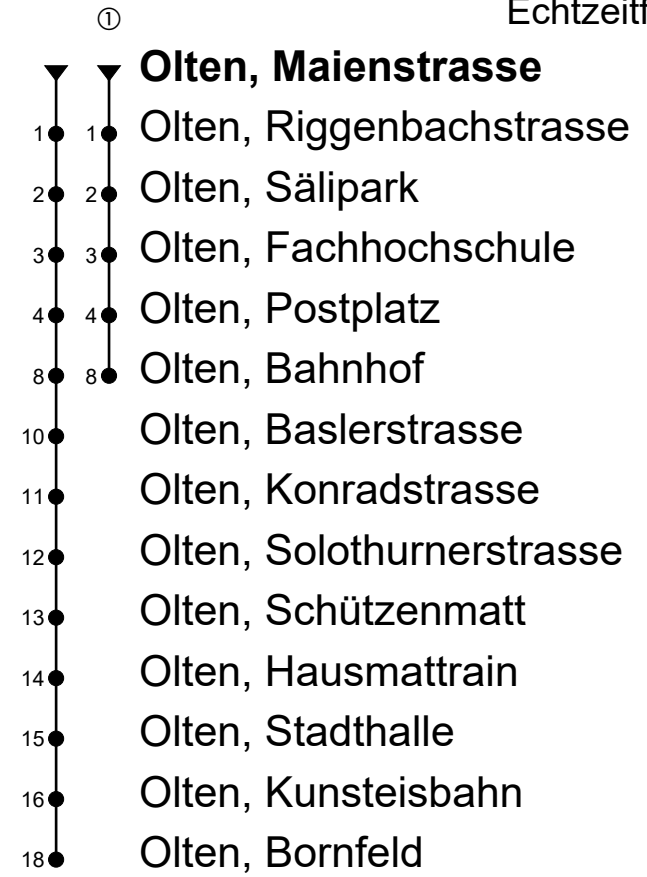 ① Echtzeitf
Olten, Maienstrasse
1 1 Olten, Riggenbachstrasse
2 2 Olten, Sälipark
3 3 Olten, Fachhochschule
4 4 Olten, Postplatz
8 8 Olten, Bahnhof
10 Olten, Baslerstrasse
11 Olten, Konradstrasse
12 Olten, Solothurnerstrasse
13 Olten, Schützenmatt
14 Olten, Hausmattrain
15 Olten, Stadthalle
16 Olten, Kunsteisbahn
18 Olten, Bornfeld